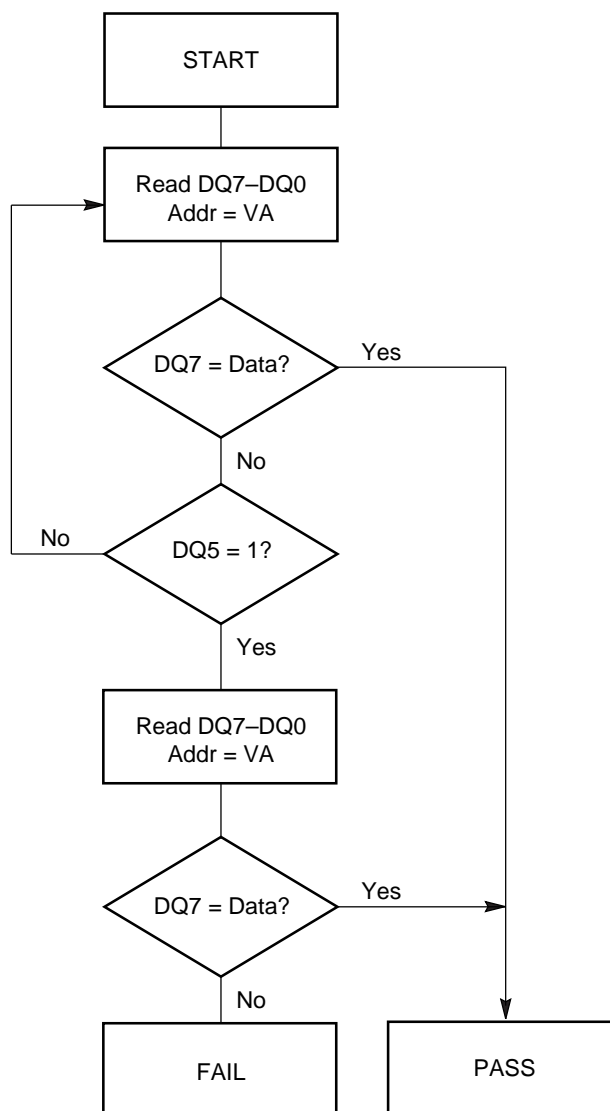 START
Read DQ7–DQ0
Addr = VA
DQ7 = Data?
Yes
No
No
DQ5 = 1?
Yes
Read DQ7–DQ0
Addr = VA
DQ7 = Data?
Yes
No
FAIL
PASS